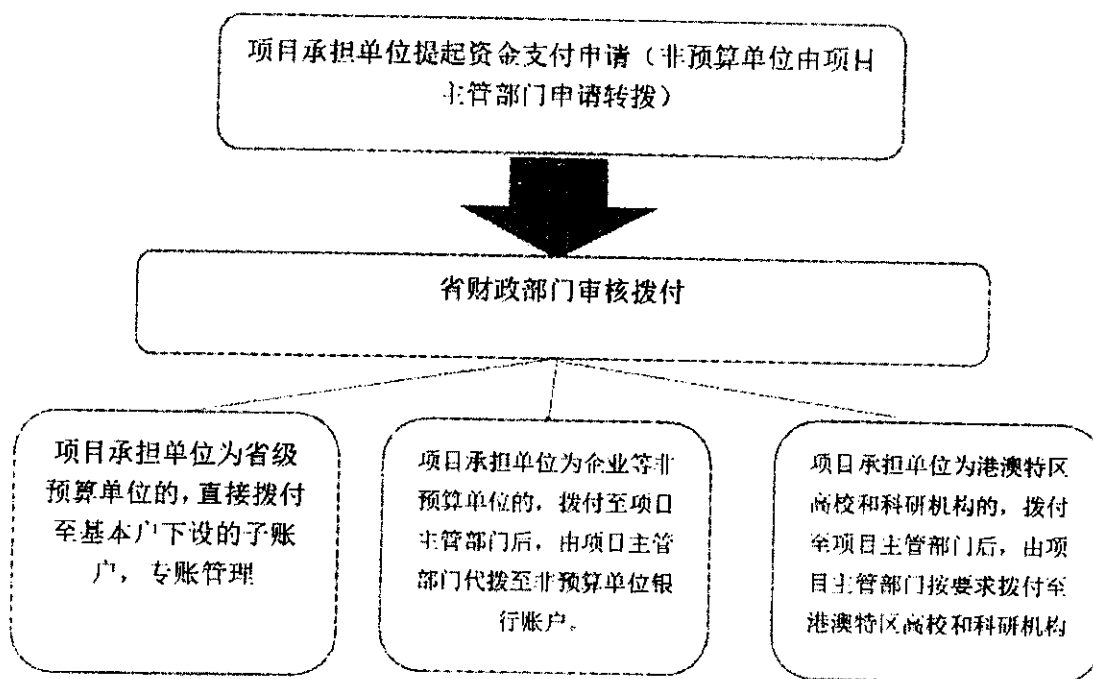 项目承担单位提起资金支付申请（非预算单位由项目
主管部门申请转拨）
省财政部门审核拨付
项目承担单位为省级
预算单位的，直接拨付
至基本户下设的子账
户，专账管理
项目承担单位为企业等非
预算单位的，拨付至项目
主管部门后，由项目主管
部门代拨至非预算单位银
行账户。
项目承担单位为港澳特区
高校和科研机构的，拨付
至项目主管部门后，由项
目主管部门按要求拨付至
港澳特区高校和科研机构